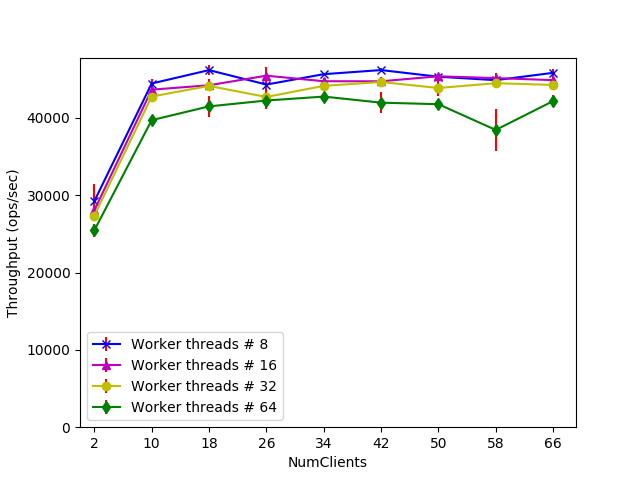 Throughput (ops/sec)
40000
30000
20000
10000
0
Worker threads # 8
Worker threads # 16
Worker threads # 32
Worker threads # 64
2 10 18 26 34 42 50 58 66
NumClients